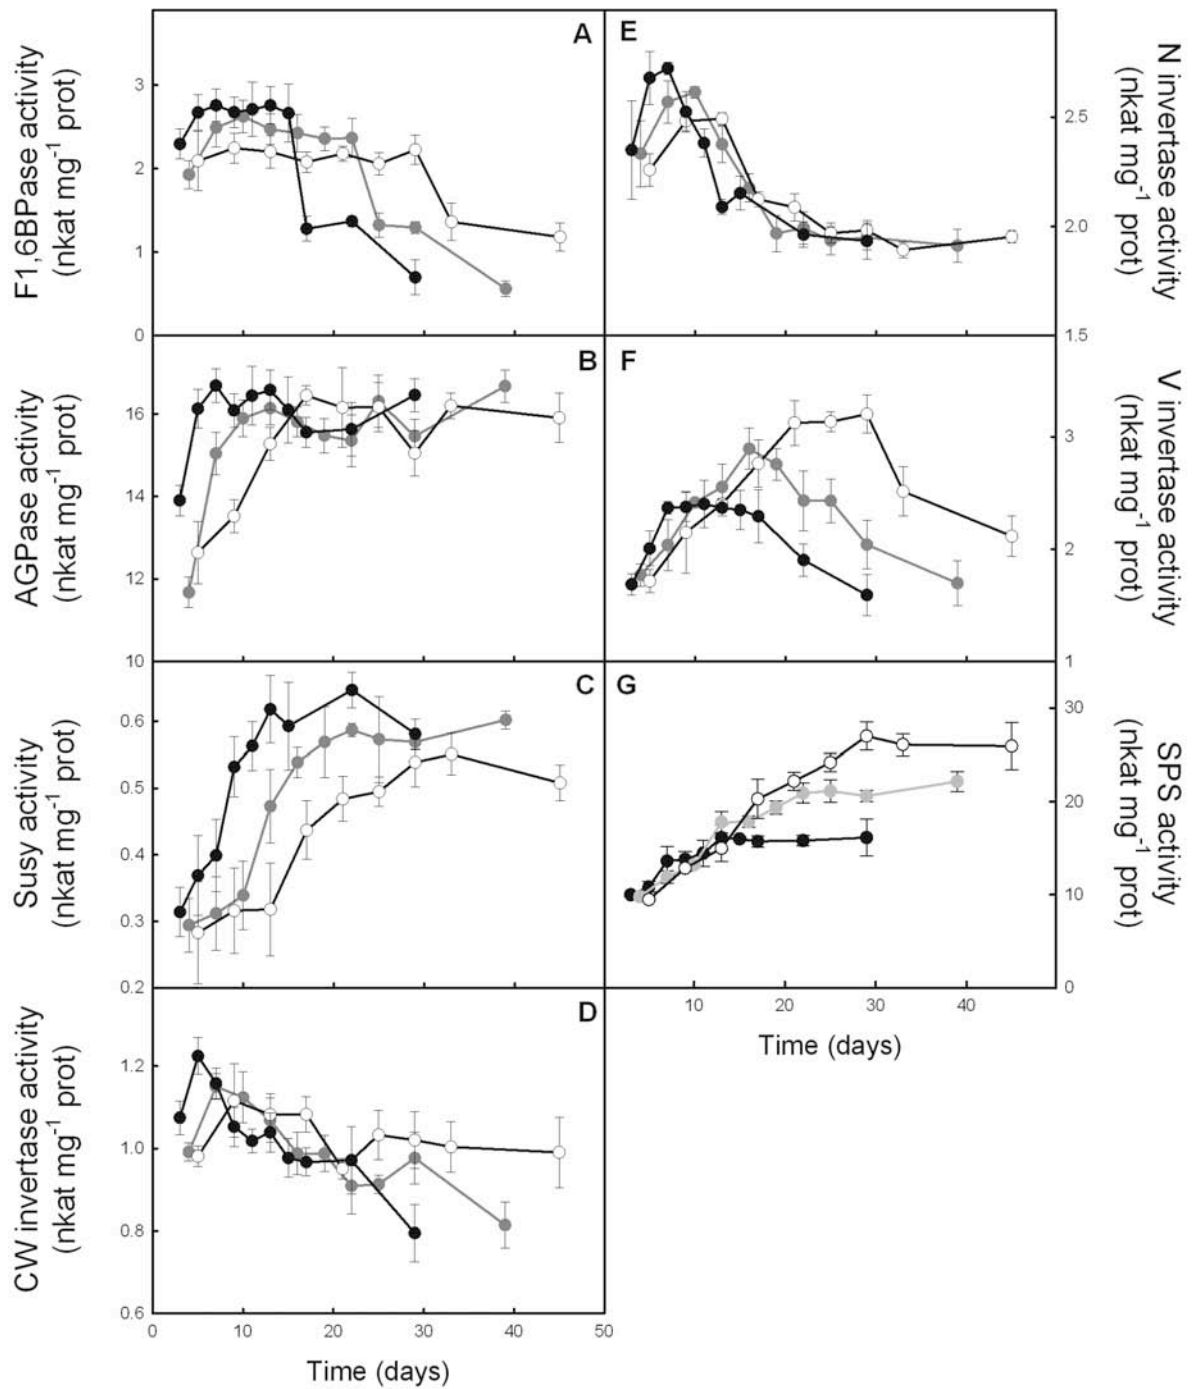 A
F1,6BPase activity
(nkat mg-1 prot)
3
2
1
0
E
N invertase activity
(nkat mg-1 prot)
2.5
2.0
1.5
B
AGPase activity
(nkat mg-1 prot)
16
14
12
10
F
V invertase activity
(nkat mg-1 prot)
3
2
1
C
Susy activity
(nkat mg-1 prot)
0.6
0.5
0.4
0.3
0.2
G
SPS activity
(nkat mg-1 prot)
30
20
10
0
10 20 30 40
Time (days)
D
CW invertase activity
(nkat mg-1 prot)
1.2
1.0
0.8
0.6
0 10 20 30 40 50
Time (days)